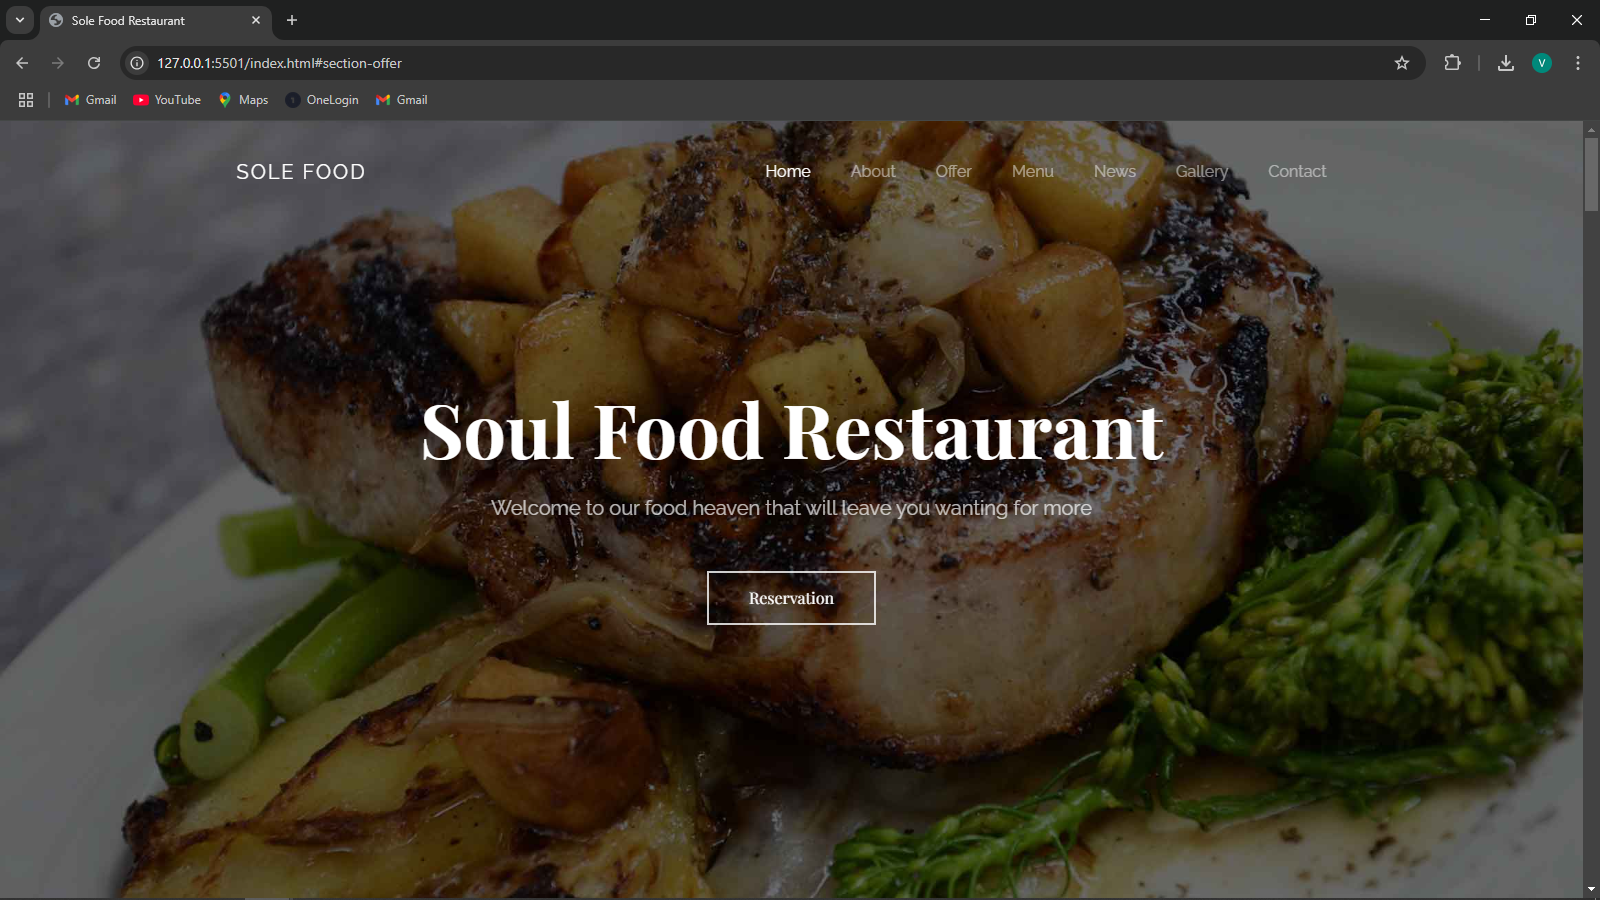 Sole Food Restaurant
127.0.0.1:5501/index.html#section-offer
V
Gmail
YouTube
Maps
OneLogin
Gmail
SOLE FOOD
Home
About
Offer
Menu
News
Gallery
Contact
Soul Food Restaurant
Welcome to our food heaven that will leave you wanting for more
Reservation